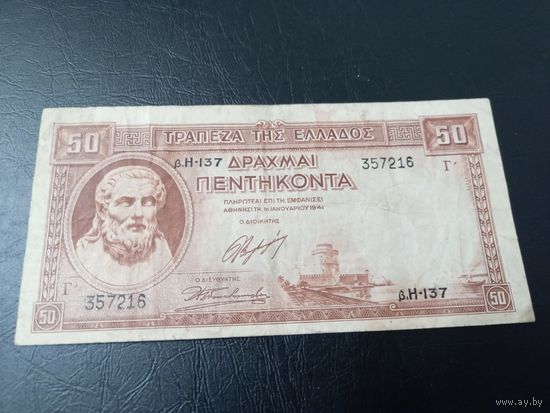 50
ΤΡΑΠΕΖΑ ΤΗΣ ΕΛΛΑΔΟΣ
50
β.Η-137 ΔΡΑΧΜΑΙ 357216
ΠΕΝΤΗΚΟΝΤΑ Γ'
ΠΛΗΡΩΤΕΑΙ ΕΠΙ ΤΗ ΕΜΦΑΝΙΣΕΙ
ΑΘΗΝΗΣΙ ΤΗ 1Η ΙΑΝΟΥΑΡΙΟΥ 1941
Ο ΔΙΟΙΚΗΤΗΣ
Ο ΔΙΕΥΘΥΝΤΗΣ
Γ'
357216
β.Η-137
50
50
www.ay.by